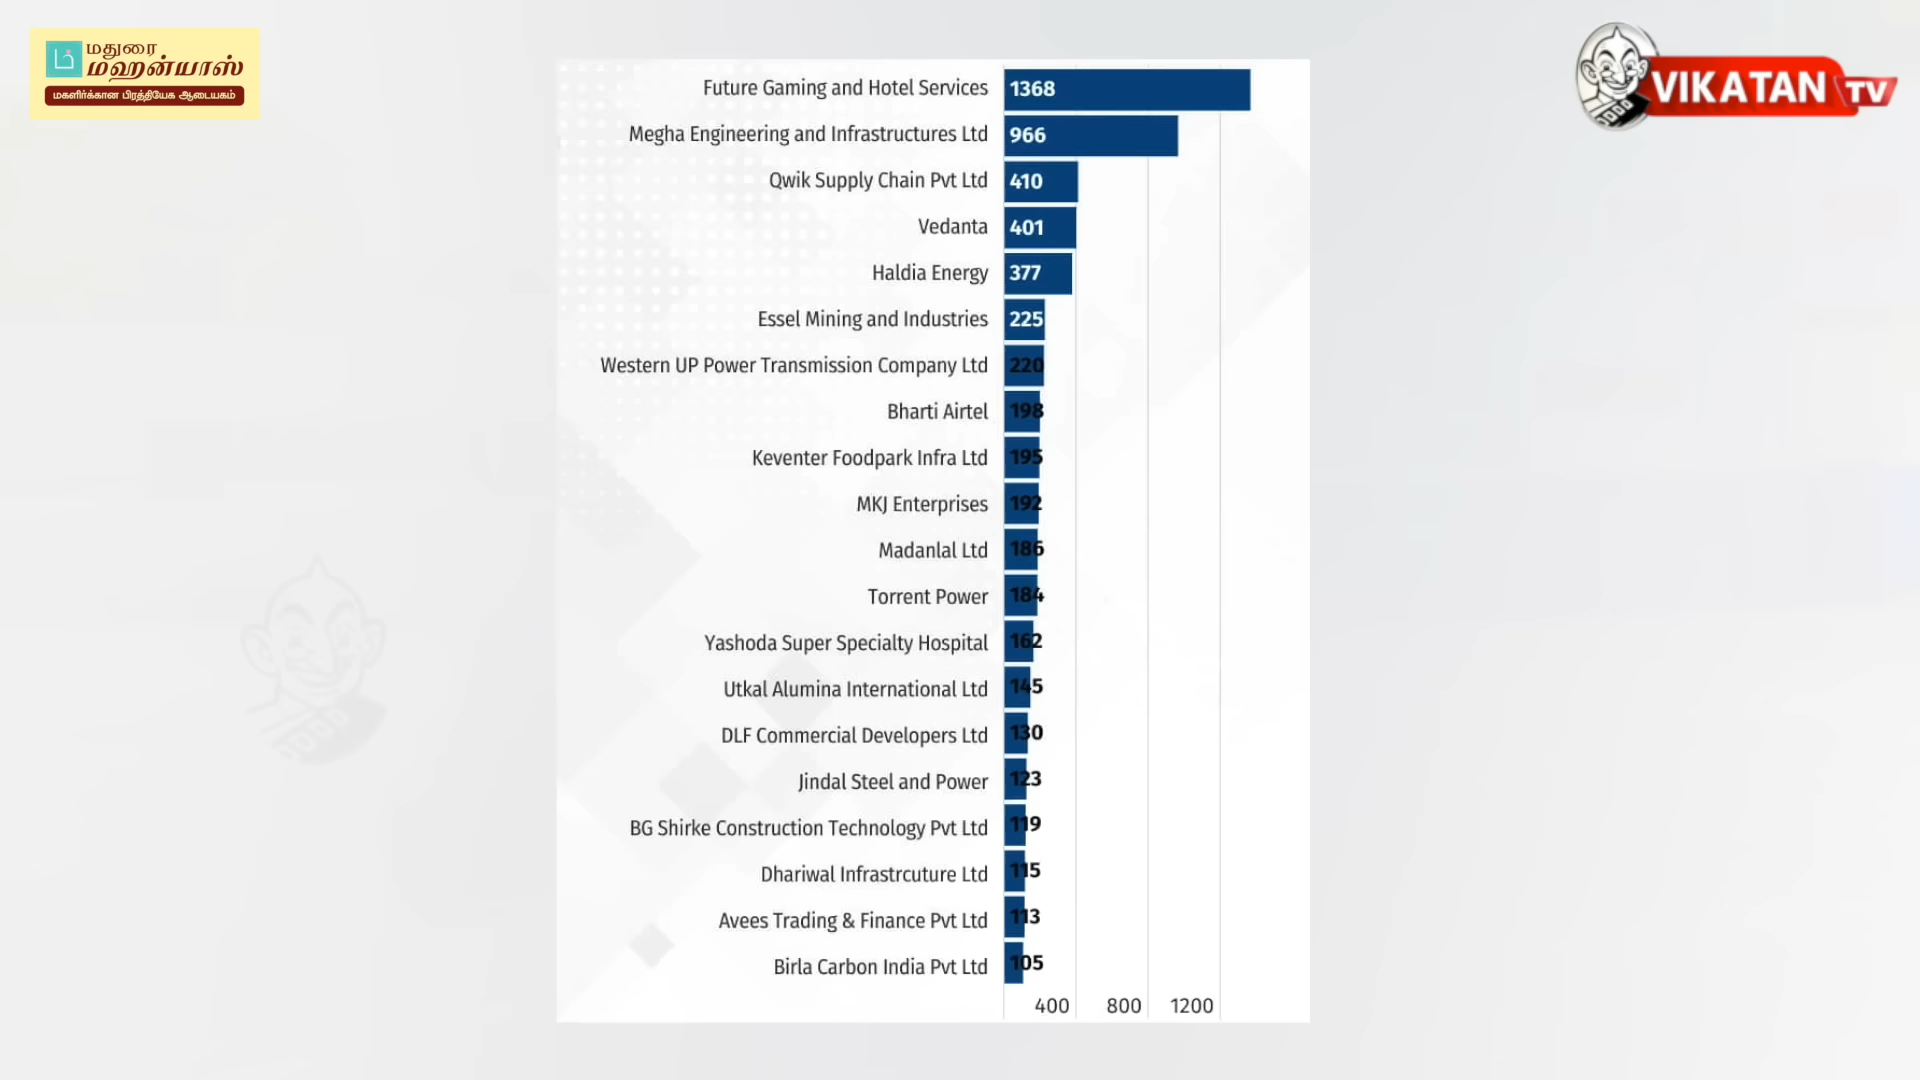 மதுரை
மஹன்யாஸ்
மகளிர்க்கான பிரத்தியேக ஆடையகம்
VIKATAN TV
Future Gaming and Hotel Services 1368
Megha Engineering and Infrastructures Ltd 966
Qwik Supply Chain Pvt Ltd 410
Vedanta 401
Haldia Energy 377
Essel Mining and Industries 225
Western UP Power Transmission Company Ltd 220
Bharti Airtel 198
Keventer Foodpark Infra Ltd 195
MKJ Enterprises 192
Madanlal Ltd 186
Torrent Power 184
Yashoda Super Specialty Hospital 162
Utkal Alumina International Ltd 145
DLF Commercial Developers Ltd 130
Jindal Steel and Power 123
BG Shirke Construction Technology Pvt Ltd 119
Dhariwal Infrastrcuture Ltd 115
Avees Trading & Finance Pvt Ltd 113
Birla Carbon India Pvt Ltd 105
400 800 1200